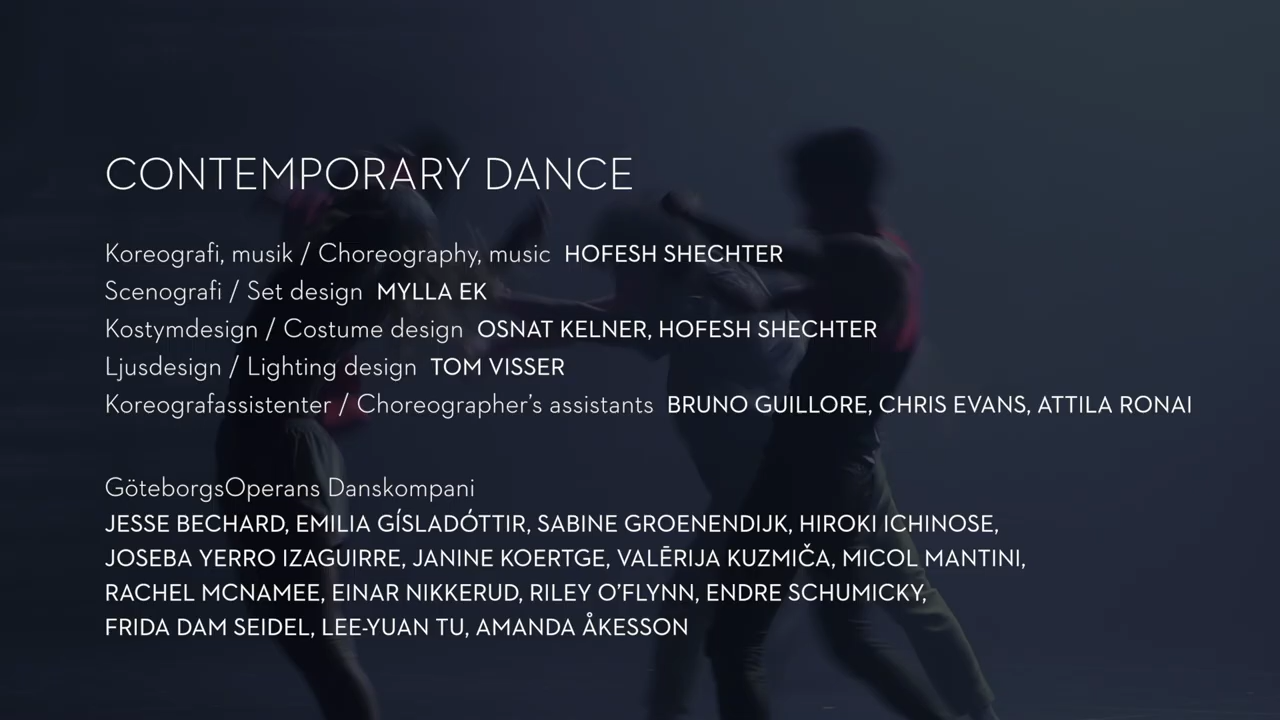 CONTEMPORARY DANCE
Koreografi, musik / Choreography, music HOFESH SHECHTER
Scenografi / Set design MYLLA EK
Kostymdesign / Costume design OSNAT KELNER, HOFESH SHECHTER
Ljusdesign / Lighting design TOM VISSER
Koreografassistenter / Choreographer's assistants BRUNO GUILLORE, CHRIS EVANS, ATTILA RONAI
GöteborgsOperans Danskompani
JESSE BECHARD, EMILIA GÍSLADÓTTIR, SABINE GROENENDIJK, HIROKI ICHINOSE,
JOSEBA YERRO IZAGUIRRE, JANINE KOERTGE, VALĒRIJA KUZMIČA, MICOL MANTINI,
RACHEL MCNAMEE, EINAR NIKKERUD, RILEY O'FLYNN, ENDRE SCHUMICKY,
FRIDA DAM SEIDEL, LEE-YUAN TU, AMANDA ÅKESSON